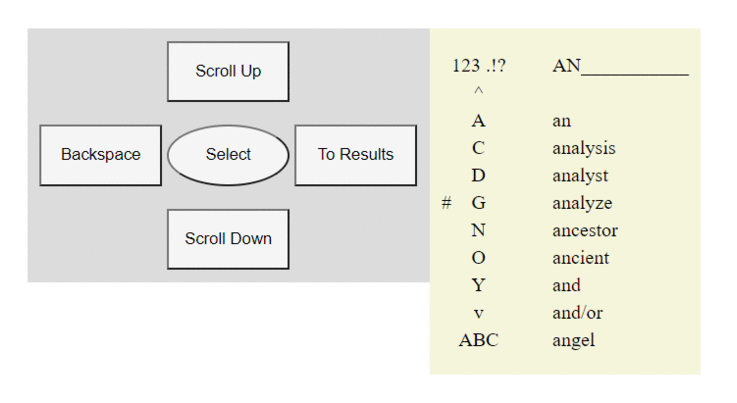 Scroll Up
Backspace Select To Results
Scroll Down
123 .!? AN___________
^
A an
C analysis
D analyst
# G analyze
N ancestor
O ancient
Y and
v and/or
ABC angel